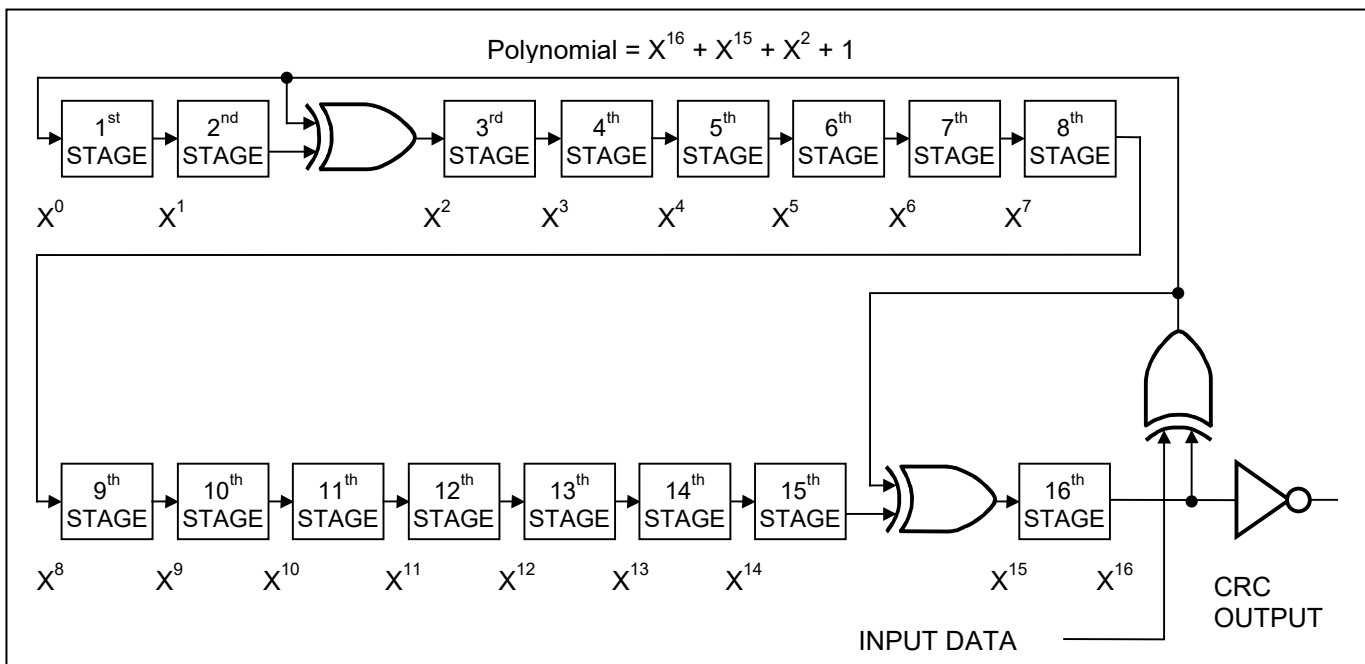 Polynomial = X¹⁶ + X¹⁵ + X² + 1
1ˢᵗ STAGE
2ⁿᵈ STAGE
3ʳᵈ STAGE
4ᵗʰ STAGE
5ᵗʰ STAGE
6ᵗʰ STAGE
7ᵗʰ STAGE
8ᵗʰ STAGE
X⁰ X¹ X² X³ X⁴ X⁵ X⁶ X⁷
9ᵗʰ STAGE
10ᵗʰ STAGE
11ᵗʰ STAGE
12ᵗʰ STAGE
13ᵗʰ STAGE
14ᵗʰ STAGE
15ᵗʰ STAGE
16ᵗʰ STAGE
X⁸ X⁹ X¹⁰ X¹¹ X¹² X¹³ X¹⁴ X¹⁵ X¹⁶
CRC
OUTPUT
INPUT DATA